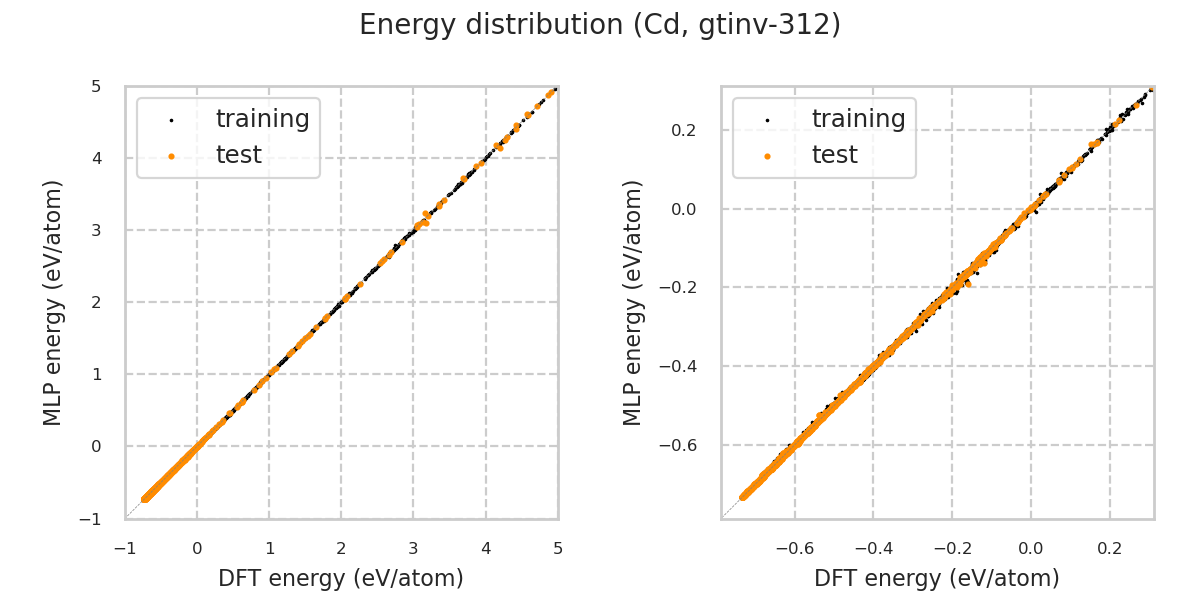 Energy distribution (Cd, gtinv-312)
training
test
MLP energy (eV/atom)
5
4
3
2
1
0
−1
−1 0 1 2 3 4 5
DFT energy (eV/atom)
training
test
MLP energy (eV/atom)
0.2
0.0
−0.2
−0.4
−0.6
−0.6 −0.4 −0.2 0.0 0.2
DFT energy (eV/atom)